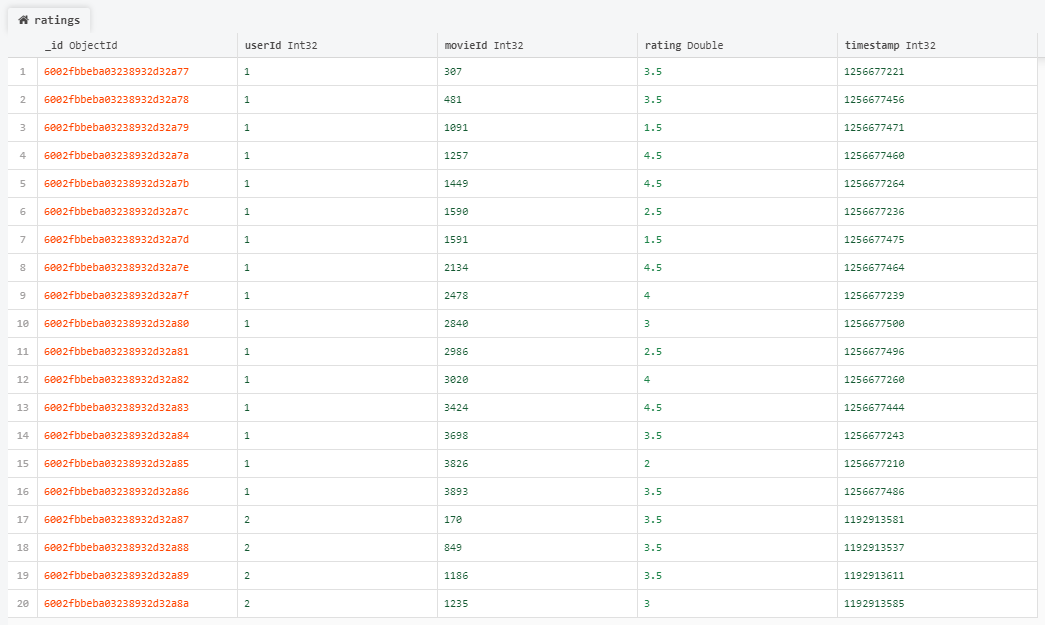 ratings
_id ObjectId userId Int32 movieId Int32 rating Double timestamp Int32
1 6002fbbeba03238932d32a77 1 307 3.5 1256677221
2 6002fbbeba03238932d32a78 1 481 3.5 1256677456
3 6002fbbeba03238932d32a79 1 1091 1.5 1256677471
4 6002fbbeba03238932d32a7a 1 1257 4.5 1256677460
5 6002fbbeba03238932d32a7b 1 1449 4.5 1256677264
6 6002fbbeba03238932d32a7c 1 1590 2.5 1256677236
7 6002fbbeba03238932d32a7d 1 1591 1.5 1256677475
8 6002fbbeba03238932d32a7e 1 2134 4.5 1256677464
9 6002fbbeba03238932d32a7f 1 2478 4 1256677239
10 6002fbbeba03238932d32a80 1 2840 3 1256677500
11 6002fbbeba03238932d32a81 1 2986 2.5 1256677496
12 6002fbbeba03238932d32a82 1 3020 4 1256677260
13 6002fbbeba03238932d32a83 1 3424 4.5 1256677444
14 6002fbbeba03238932d32a84 1 3698 3.5 1256677243
15 6002fbbeba03238932d32a85 1 3826 2 1256677210
16 6002fbbeba03238932d32a86 1 3893 3.5 1256677486
17 6002fbbeba03238932d32a87 2 170 3.5 1192913581
18 6002fbbeba03238932d32a88 2 849 3.5 1192913537
19 6002fbbeba03238932d32a89 2 1186 3.5 1192913611
20 6002fbbeba03238932d32a8a 2 1235 3 1192913585